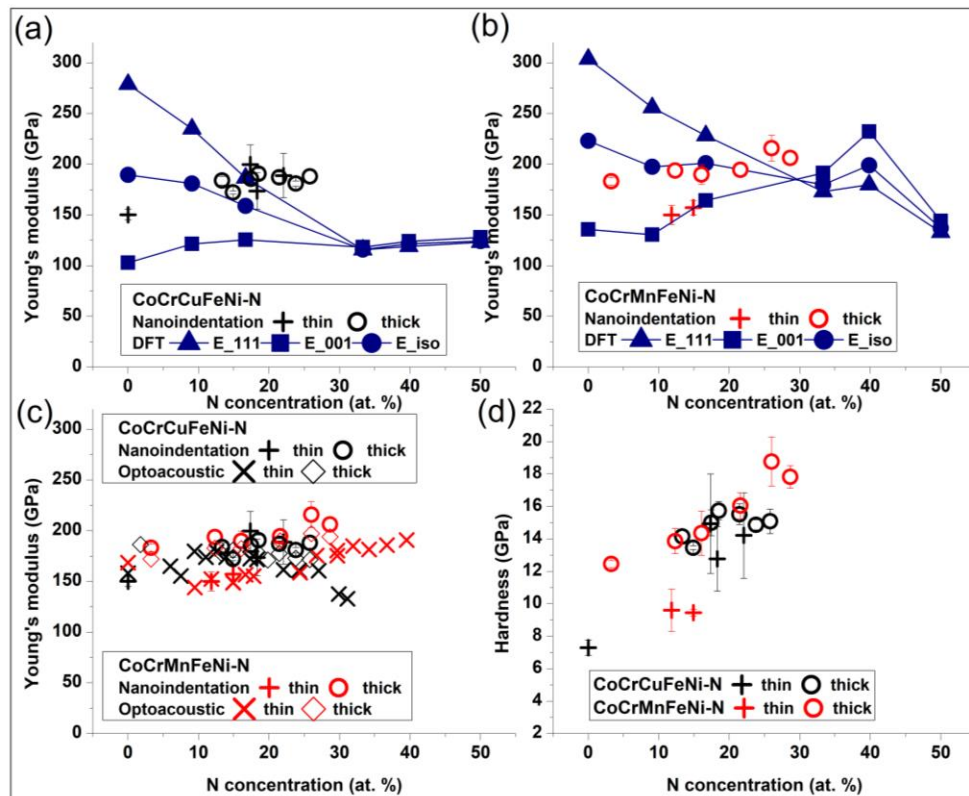 (a)
300
250
200
150
100
50
0
Young's modulus (GPa)
CoCrCuFeNi-N
Nanoindentation thin thick
DFT E_111 E_001 E_iso
0 10 20 30 40 50
N concentration (at. %)
(b)
300
250
200
150
100
50
0
Young's modulus (GPa)
CoCrMnFeNi-N
Nanoindentation thin thick
DFT E_111 E_001 E_iso
0 10 20 30 40 50
N concentration (at. %)
(c)
300
250
200
150
100
50
0
Young's modulus (GPa)
CoCrCuFeNi-N
Nanoindentation thin thick
Optoacoustic thin thick
CoCrMnFeNi-N
Nanoindentation thin thick
Optoacoustic thin thick
0 10 20 30 40 50
N concentration (at. %)
(d)
22
20
18
16
14
12
10
8
6
4
2
Hardness (GPa)
CoCrCuFeNi-N thin thick
CoCrMnFeNi-N thin thick
0 10 20 30 40 50
N concentration (at. %)